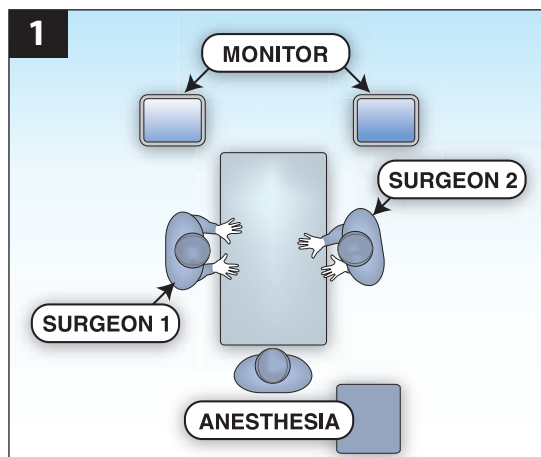 1
MONITOR
SURGEON 2
SURGEON 1
ANESTHESIA